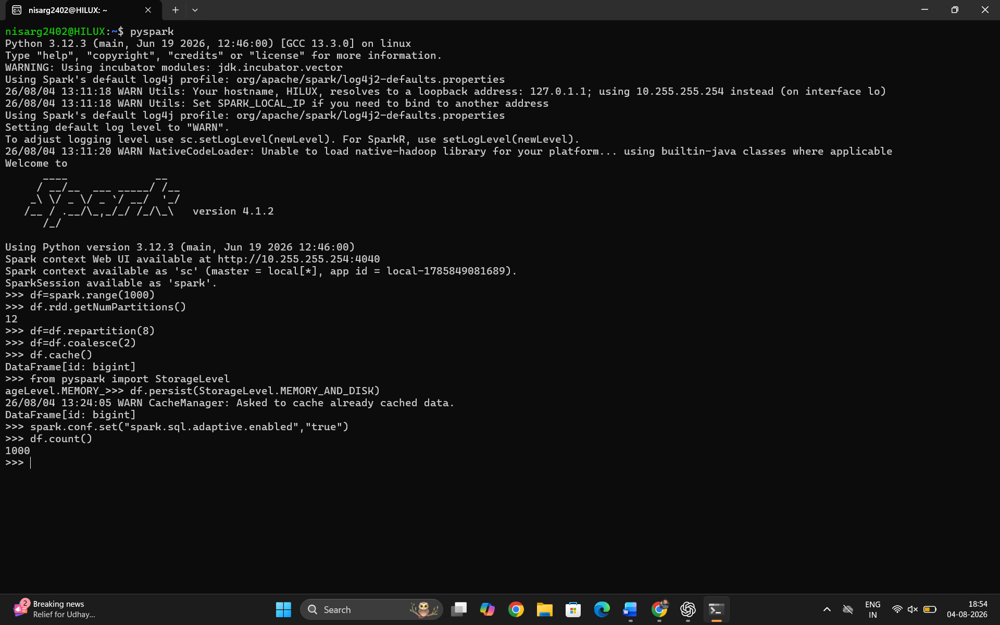 nisarg2402@HILUX: ~
nisarg2402@HILUX:~$ pyspark
Python 3.12.3 (main, Jun 19 2026, 12:46:00) [GCC 13.3.0] on linux
Type "help", "copyright", "credits" or "license" for more information.
WARNING: Using incubator modules: jdk.incubator.vector
Using Spark's default log4j profile: org/apache/spark/log4j2-defaults.properties
26/08/04 13:11:18 WARN Utils: Your hostname, HILUX, resolves to a loopback address: 127.0.1.1; using 10.255.255.254 instead (on interface lo)
26/08/04 13:11:18 WARN Utils: Set SPARK_LOCAL_IP if you need to bind to another address
Using Spark's default log4j profile: org/apache/spark/log4j2-defaults.properties
Setting default log level to "WARN".
To adjust logging level use sc.setLogLevel(newLevel). For SparkR, use setLogLevel(newLevel).
26/08/04 13:11:20 WARN NativeCodeLoader: Unable to load native-hadoop library for your platform... using builtin-java classes where applicable
Welcome to
      ____              __
     / __/__  ___ _____/ /__
    _\ \/ _ \/ _ `/ __/  '_/
   /__ / .__/\_,_/_/ /_/\_\   version 4.1.2
      /_/
Using Python version 3.12.3 (main, Jun 19 2026 12:46:00)
Spark context Web UI available at http://10.255.255.254:4040
Spark context available as 'sc' (master = local[*], app id = local-1785849081689).
SparkSession available as 'spark'.
>>> df=spark.range(1000)
>>> df.rdd.getNumPartitions()
12
>>> df=df.repartition(8)
>>> df=df.coalesce(2)
>>> df.cache()
DataFrame[id: bigint]
>>> from pyspark import StorageLevel
ageLevel.MEMORY_>>> df.persist(StorageLevel.MEMORY_AND_DISK)
26/08/04 13:24:05 WARN CacheManager: Asked to cache already cached data.
DataFrame[id: bigint]
>>> spark.conf.set("spark.sql.adaptive.enabled","true")
>>> df.count()
1000
>>>
2
Breaking news
Relief for Udhay...
Search
ENG
IN
18:54
04-08-2026